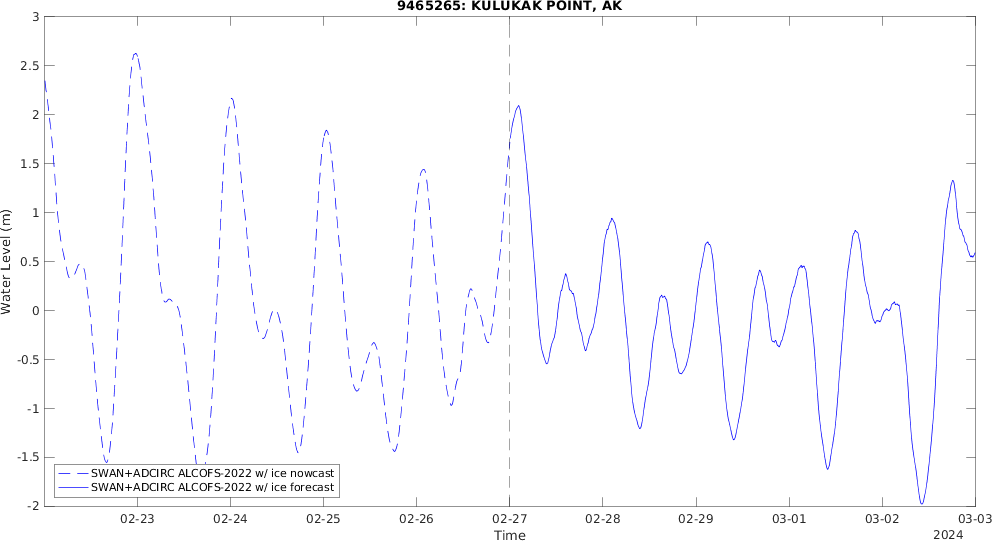 9465265: KULUKAK POINT, AK
3
2.5
2
1.5
1
0.5
0
-0.5
-1
-1.5
-2
Water Level (m)
SWAN+ADCIRC ALCOFS-2022 w/ ice nowcast
SWAN+ADCIRC ALCOFS-2022 w/ ice forecast
02-23 02-24 02-25 02-26 02-27 02-28 02-29 03-01 03-02 03-03
Time
2024